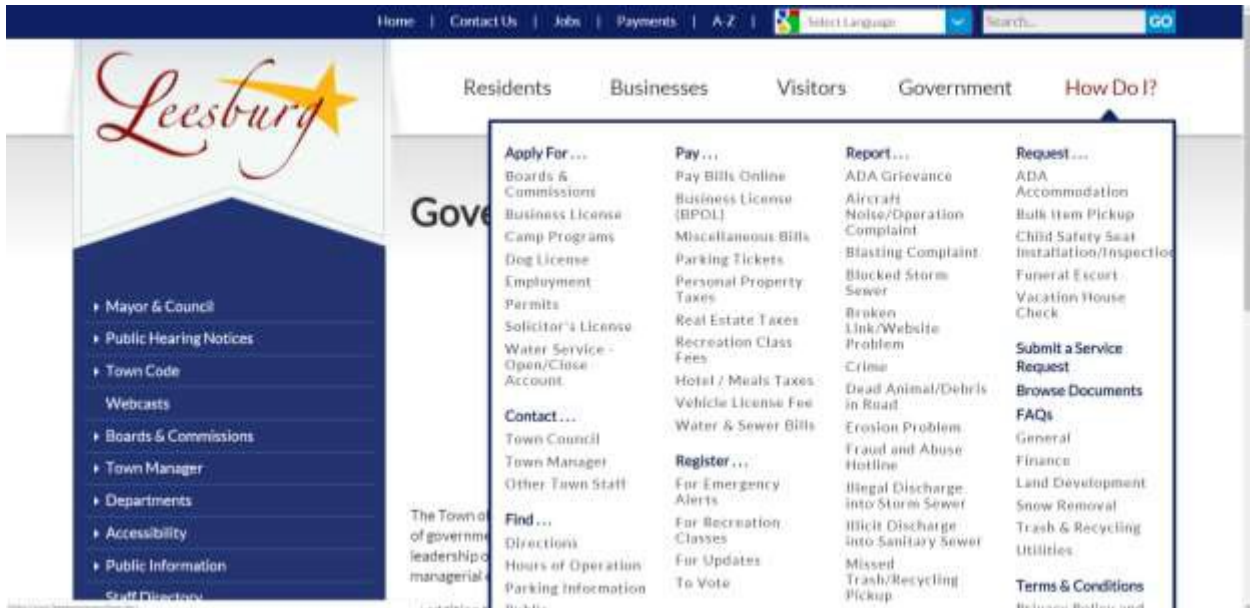 Home | Contact Us | Jobs | Payments | A-Z |
Select Language
Search...
GO
Leesburg
Residents
Businesses
Visitors
Government
How Do I?
Mayor & Council
Public Hearing Notices
Town Code
Webcasts
Boards & Commissions
Town Manager
Departments
Accessibility
Public Information
Staff Directory
Gove
The Town of
of governme
leadership o
managerial
Apply For . . .
Boards &
Commissions
Business License
Camp Programs
Dog License
Employment
Permits
Solicitor's License
Water Service -
Open/Close
Account
Contact . . .
Town Council
Town Manager
Other Town Staff
Find . . .
Directions
Hours of Operation
Parking Information
Public
Pay . . .
Pay Bills Online
Business License
(BPOL)
Miscellaneous Bills
Parking Tickets
Personal Property
Taxes
Real Estate Taxes
Recreation Class
Fees
Hotel / Meals Taxes
Vehicle License Fee
Water & Sewer Bills
Register . . .
For Emergency
Alerts
For Recreation
Classes
For Updates
To Vote
Report . . .
ADA Grievance
Aircraft
Noise/Operation
Complaint
Blasting Complaint
Blocked Storm
Sewer
Broken
Link/Website
Problem
Crime
Dead Animal/Debris
in Road
Erosion Problem
Fraud and Abuse
Hotline
Illegal Discharge
into Storm Sewer
Illicit Discharge
into Sanitary Sewer
Missed
Trash/Recycling
Pickup
Request . . .
ADA
Accommodation
Bulk Item Pickup
Child Safety Seat
Installation/Inspection
Funeral Escort
Vacation House
Check
Submit a Service
Request
Browse Documents
FAQs
General
Finance
Land Development
Snow Removal
Trash & Recycling
Utilities
Terms & Conditions
Privacy Policy and